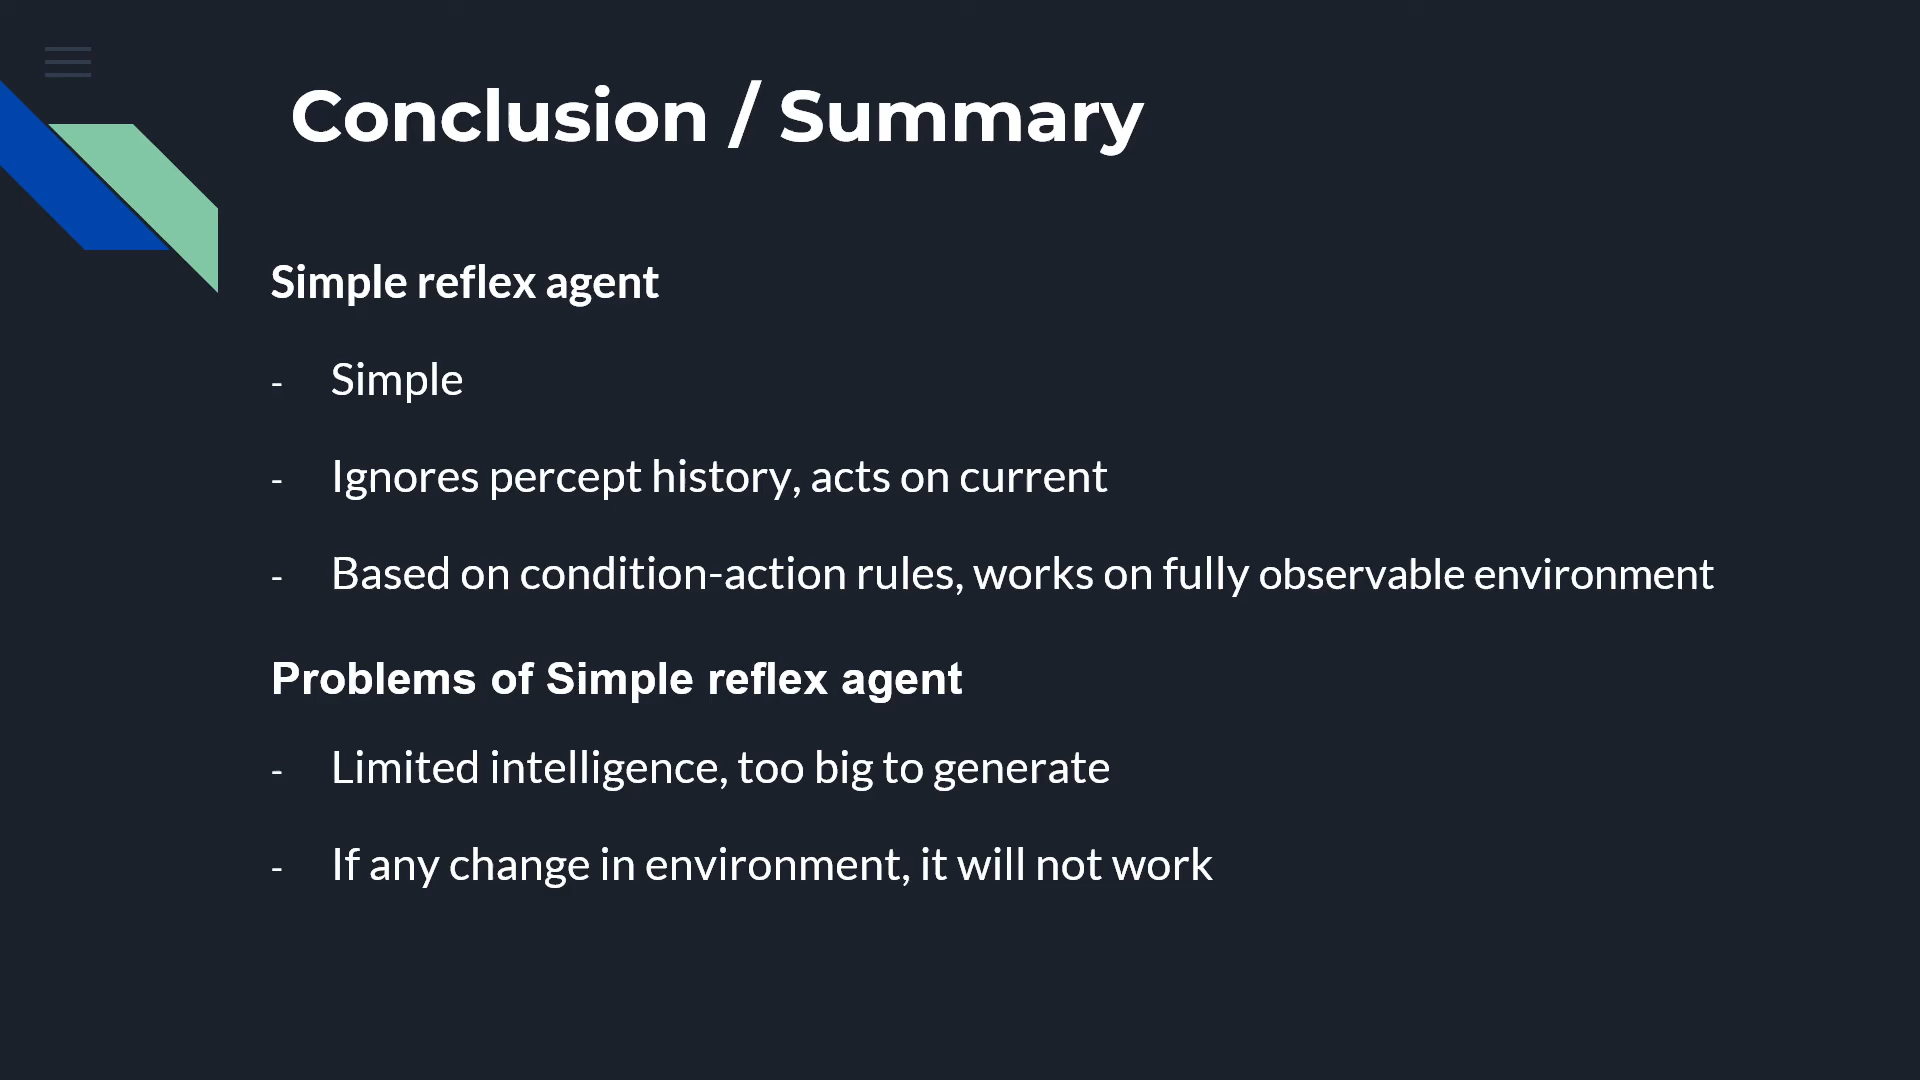 Conclusion / Summary
Simple reflex agent
- Simple
- Ignores percept history, acts on current
- Based on condition-action rules, works on fully observable environment
Problems of Simple reflex agent
- Limited intelligence, too big to generate
- If any change in environment, it will not work